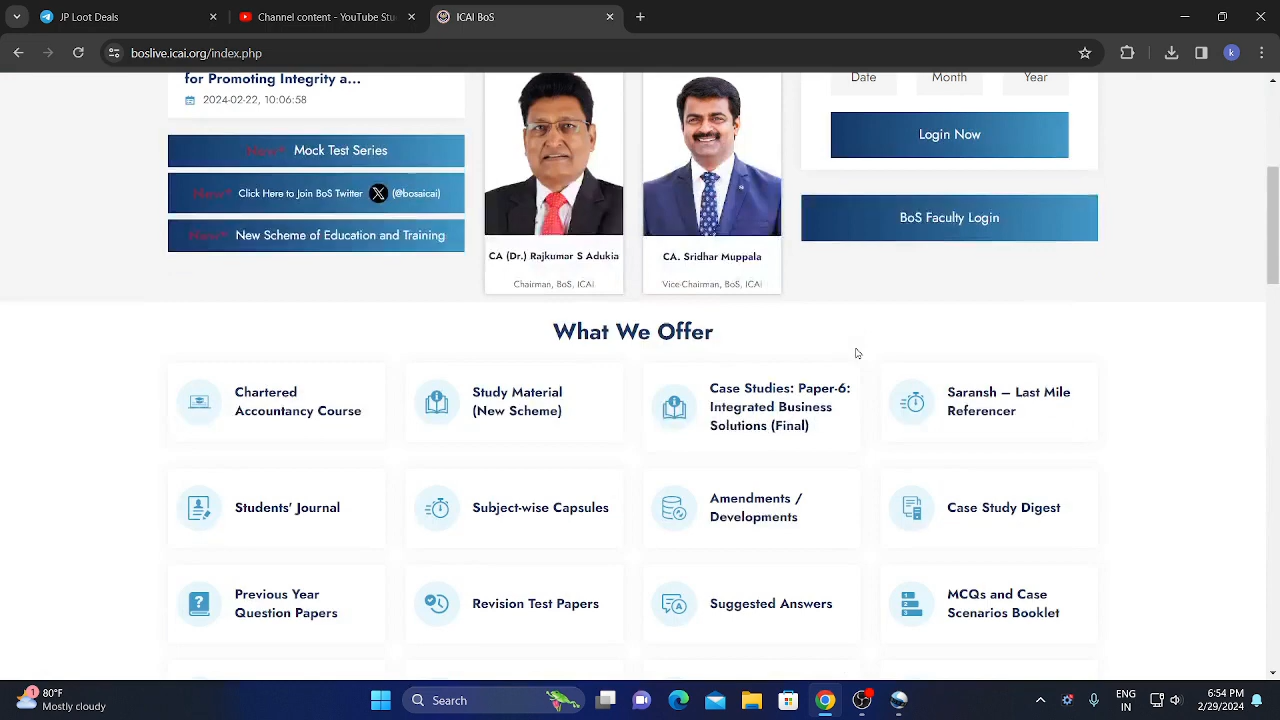 JP Loot Deals
Channel content - YouTube Stu
ICAI BoS
boslive.icai.org/index.php
k
for Promoting Integrity a...
2024-02-22, 10:06:58
New* Mock Test Series
New* Click Here to Join BoS Twitter X (@bosaicai)
New* New Scheme of Education and Training
CA (Dr.) Rajkumar S Adukia
Chairman, BoS, ICAI
CA. Sridhar Muppala
Vice-Chairman, BoS, ICAI
Date Month Year
Login Now
BoS Faculty Login
What We Offer
Chartered
Accountancy Course
Study Material
(New Scheme)
Case Studies: Paper-6:
Integrated Business
Solutions (Final)
Saransh – Last Mile
Referencer
Students' Journal
Subject-wise Capsules
Amendments /
Developments
Case Study Digest
Previous Year
Question Papers
Revision Test Papers
Suggested Answers
MCQs and Case
Scenarios Booklet
1
80°F
Mostly cloudy
Search
ENG
IN
6:54 PM
2/29/2024